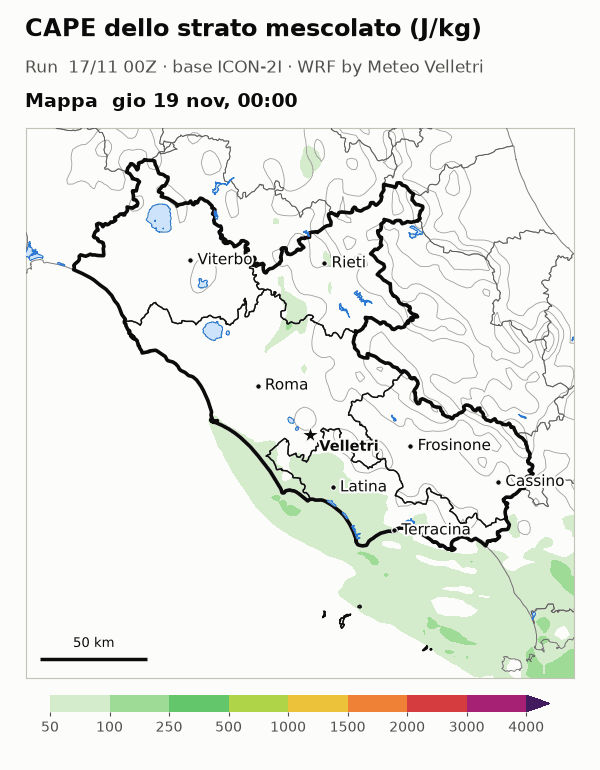 CAPE dello strato mescolato (J/kg)
Run  17/11 00Z · base ICON-2I · WRF by Meteo Velletri
Mappa  gio 19 nov, 00:00
Viterbo
Rieti
Roma
Velletri
Frosinone
Latina
Cassino
Terracina
50 km
50 100 250 500 1000 1500 2000 3000 4000